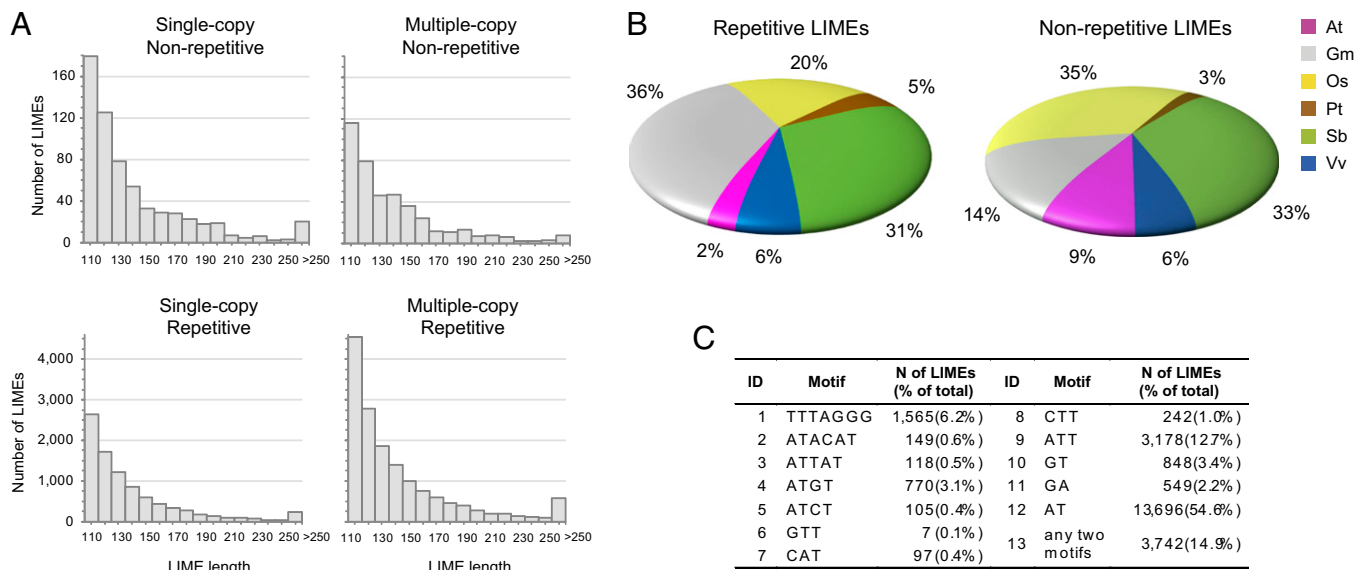 A
Single-copy
Non-repetitive
Multiple-copy
Non-repetitive
Number of LIMEs
160
120
80
40
0
110 130 150 170 190 210 230 250 >250
110 130 150 170 190 210 230 250 >250
Single-copy
Repetitive
Multiple-copy
Repetitive
Number of LIMEs
4,000
3,000
2,000
1,000
0
110 130 150 170 190 210 230 250 >250
110 130 150 170 190 210 230 250 >250
LIME length
LIME length
B
Repetitive LIMEs
Non-repetitive LIMEs
20%
5%
36%
31%
2%
6%
35%
3%
14%
33%
9%
6%
At
Gm
Os
Pt
Sb
Vv
C
ID Motif N of LIMEs (% of total) ID Motif N of LIMEs (% of total)
1 TTTAGGG 1,565(6.2%) 8 CTT 242(1.0%)
2 ATACAT 149(0.6%) 9 ATT 3,178(12.7%)
3 ATTAT 118(0.5%) 10 GT 848(3.4%)
4 ATGT 770(3.1%) 11 GA 549(2.2%)
5 ATCT 105(0.4%) 12 AT 13,696(54.6%)
6 GTT 7(0.1%) 13 any two motifs 3,742(14.9%)
7 CAT 97(0.4%)